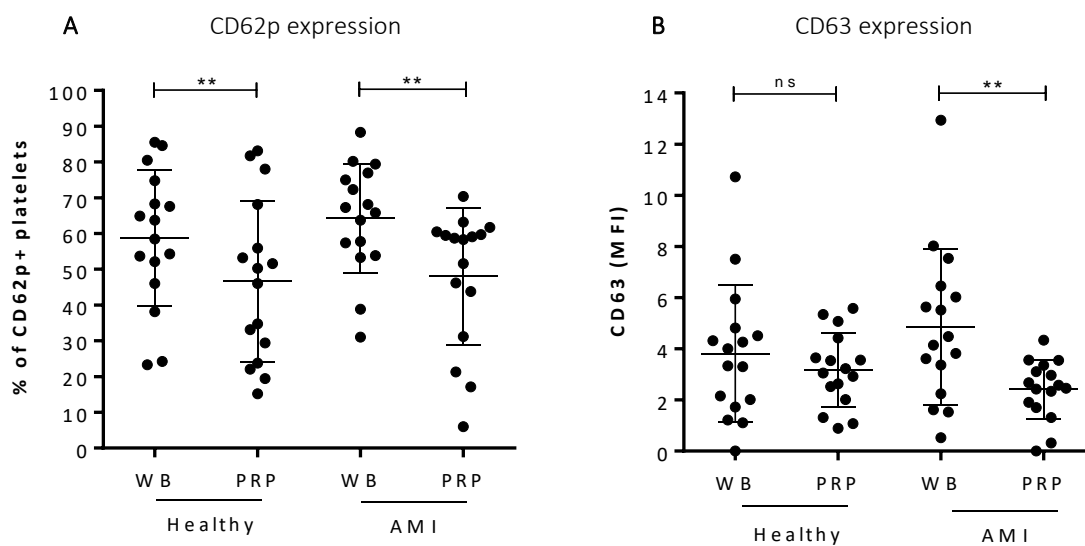 A CD62p expression
% of CD62p+ platelets
100
90
80
70
60
50
40
30
20
10
0
** **
WB PRP WB PRP
Healthy AMI
B CD63 expression
CD63 (MFI)
14
12
10
8
6
4
2
0
ns **
WB PRP WB PRP
Healthy AMI